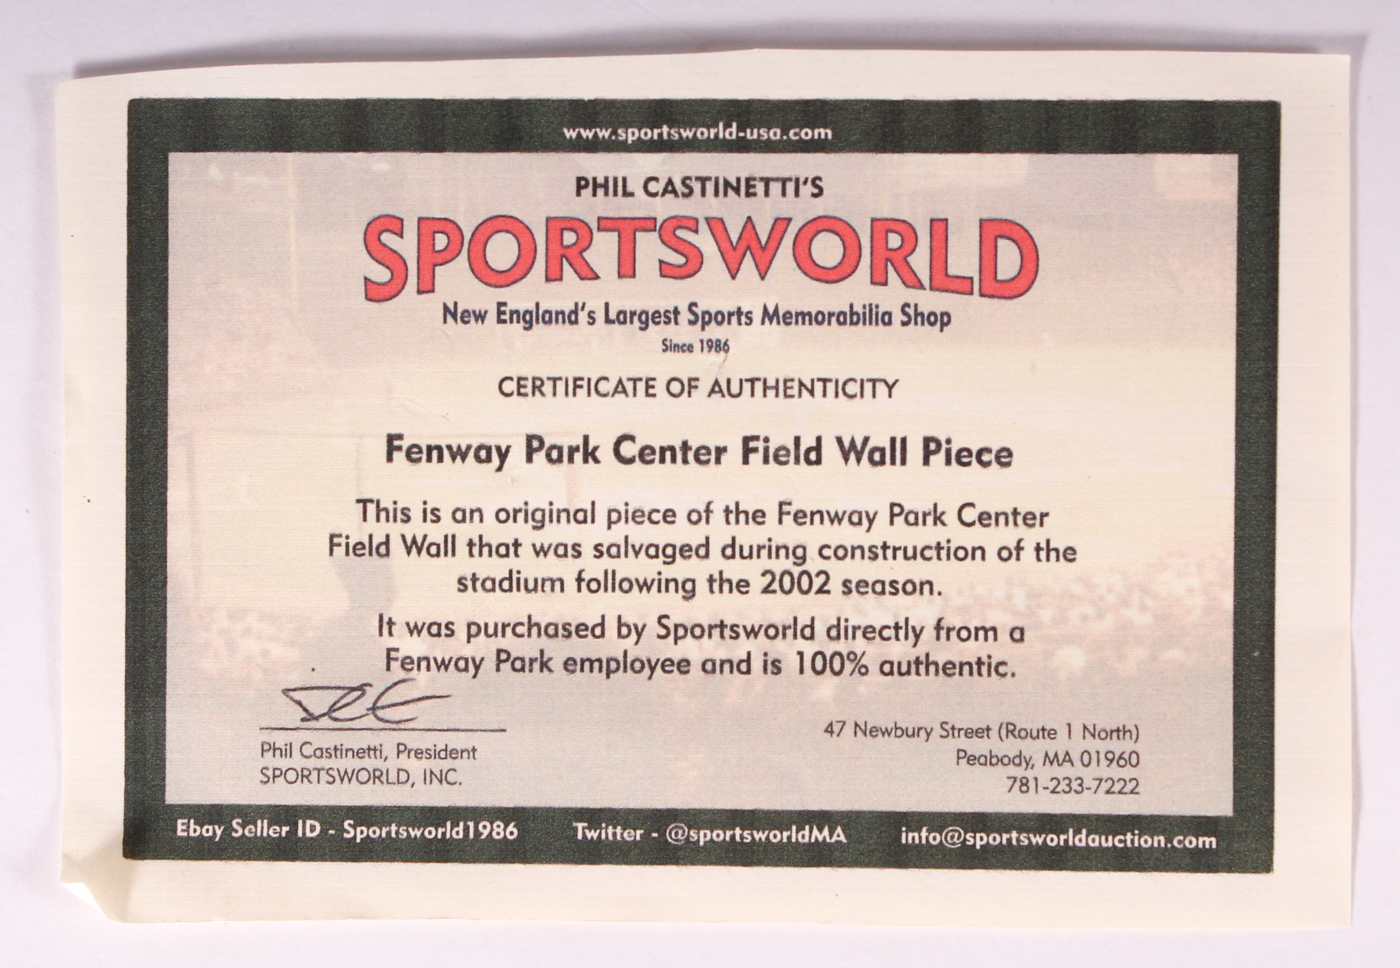 www.sportsworld-usa.com
PHIL CASTINETTI'S
SPORTSWORLD
New England's Largest Sports Memorabilia Shop
Since 1986
CERTIFICATE OF AUTHENTICITY
Fenway Park Center Field Wall Piece
This is an original piece of the Fenway Park Center
Field Wall that was salvaged during construction of the
stadium following the 2002 season.
It was purchased by Sportsworld directly from a
Fenway Park employee and is 100% authentic.
Phil Castinetti, President
SPORTSWORLD, INC.
47 Newbury Street (Route 1 North)
Peabody, MA 01960
781-233-7222
Ebay Seller ID - Sportsworld1986
Twitter - @sportsworldMA
info@sportsworldauction.com